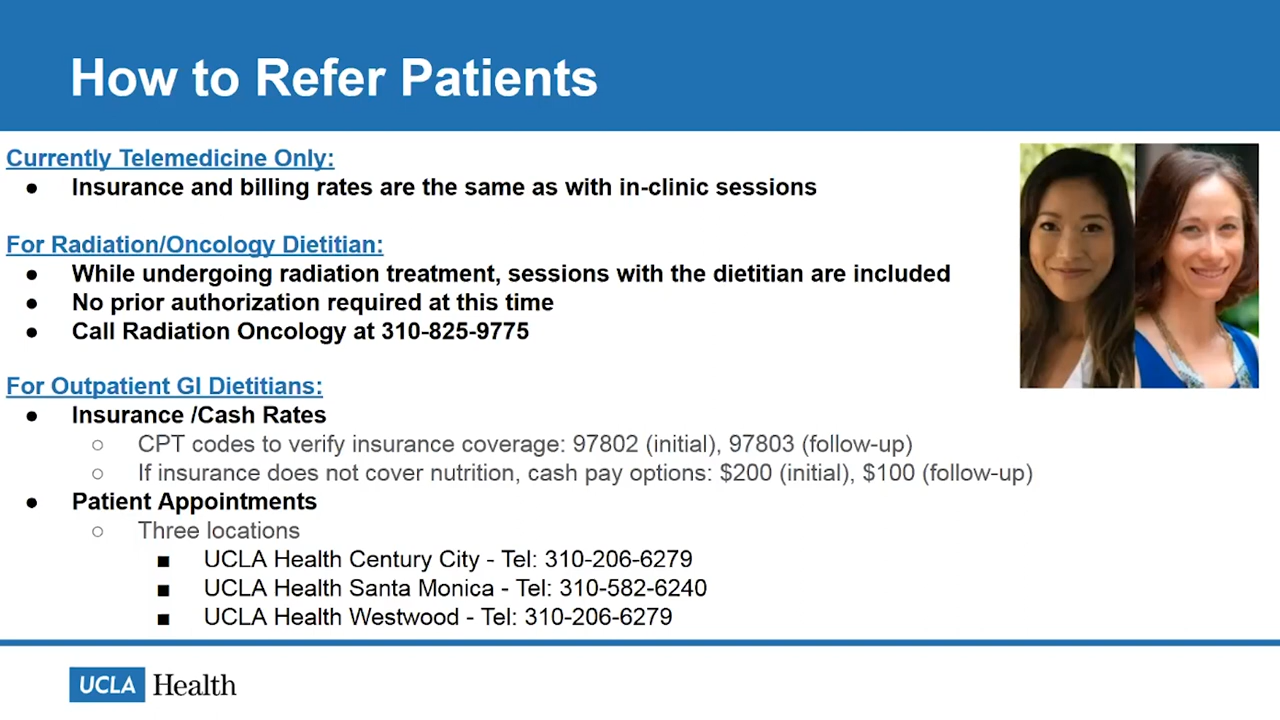 How to Refer Patients
Currently Telemedicine Only:
● Insurance and billing rates are the same as with in-clinic sessions
For Radiation/Oncology Dietitian:
● While undergoing radiation treatment, sessions with the dietitian are included
● No prior authorization required at this time
● Call Radiation Oncology at 310-825-9775
For Outpatient GI Dietitians:
● Insurance /Cash Rates
○ CPT codes to verify insurance coverage: 97802 (initial), 97803 (follow-up)
○ If insurance does not cover nutrition, cash pay options: $200 (initial), $100 (follow-up)
● Patient Appointments
○ Three locations
■ UCLA Health Century City - Tel: 310-206-6279
■ UCLA Health Santa Monica - Tel: 310-582-6240
■ UCLA Health Westwood - Tel: 310-206-6279
UCLA Health